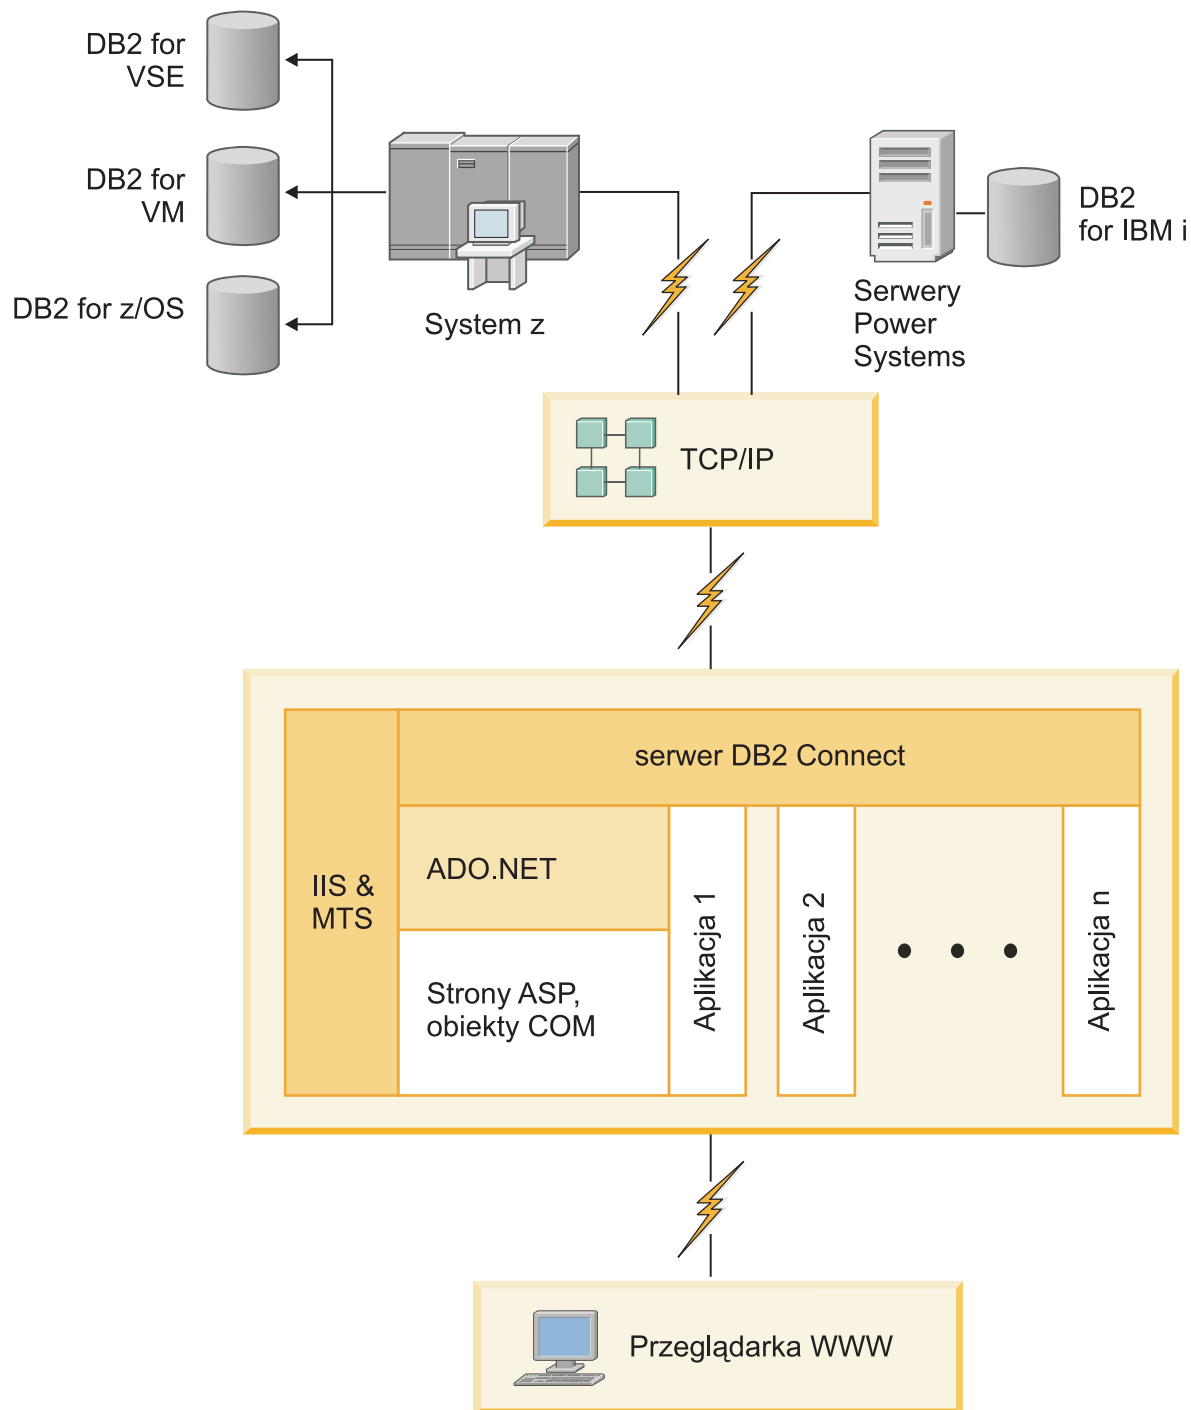 DB2 for
VSE
DB2 for
VM
DB2 for z/OS
System z
Serwery
Power
Systems
DB2
for IBM i
TCP/IP
serwer DB2 Connect
IIS &
MTS
ADO.NET
Strony ASP,
obiekty COM
Aplikacja 1
Aplikacja 2
Aplikacja n
Przeglądarka WWW